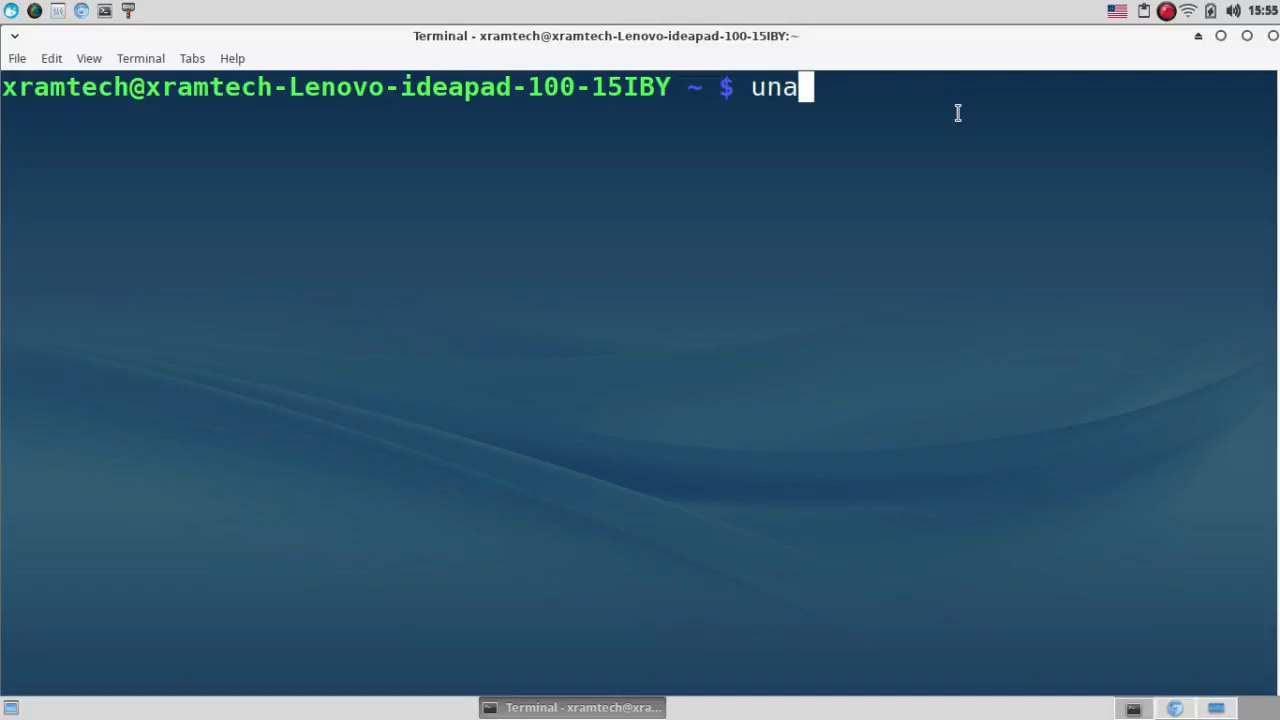 15:55
Terminal - xramtech@xramtech-Lenovo-ideapad-100-15IBY:~
File Edit View Terminal Tabs Help
xramtech@xramtech-Lenovo-ideapad-100-15IBY ~ $ una
Terminal - xramtech@xra...